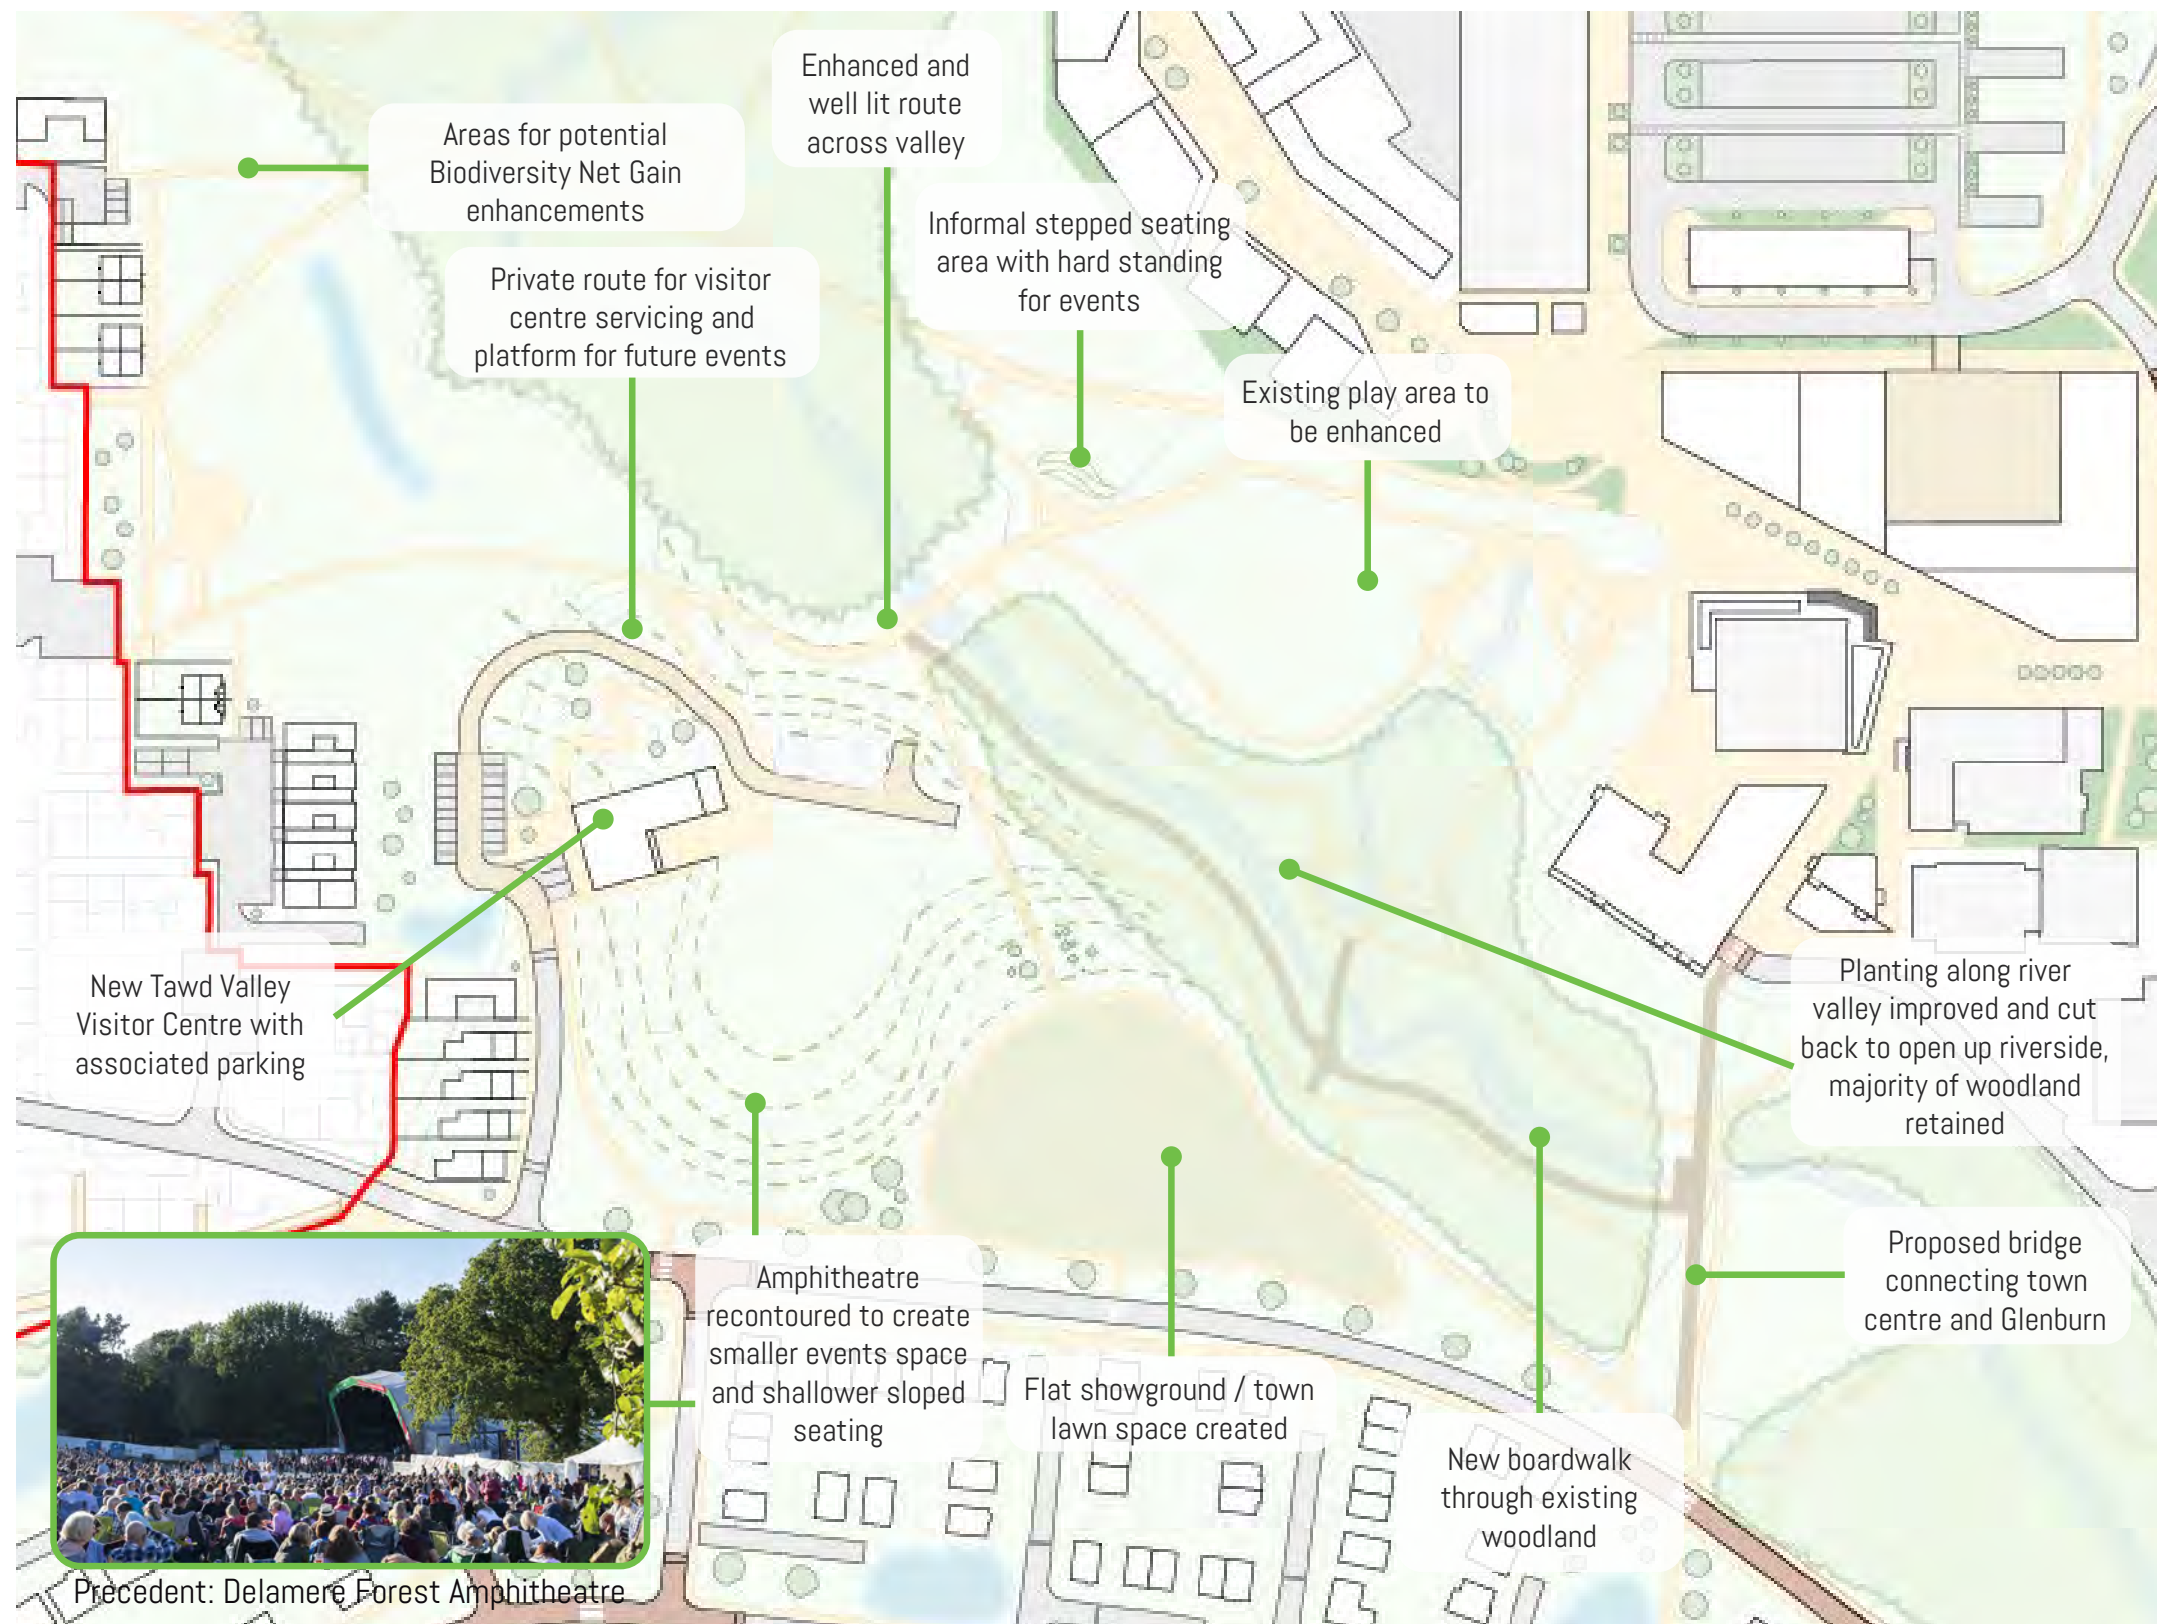 Enhanced and
well lit route
across valley
Areas for potential
Biodiversity Net Gain
enhancements
Informal stepped seating
area with hard standing
for events
Private route for visitor
centre servicing and
platform for future events
Existing play area to
be enhanced
New Tawd Valley
Visitor Centre with
associated parking
Planting along river
valley improved and cut
back to open up riverside,
majority of woodland
retained
Proposed bridge
connecting town
centre and Glenburn
Amphitheatre
recontoured to create
smaller events space
and shallower sloped
seating
Flat showground / town
lawn space created
New boardwalk
through existing
woodland
Precedent: Delamere Forest Amphitheatre